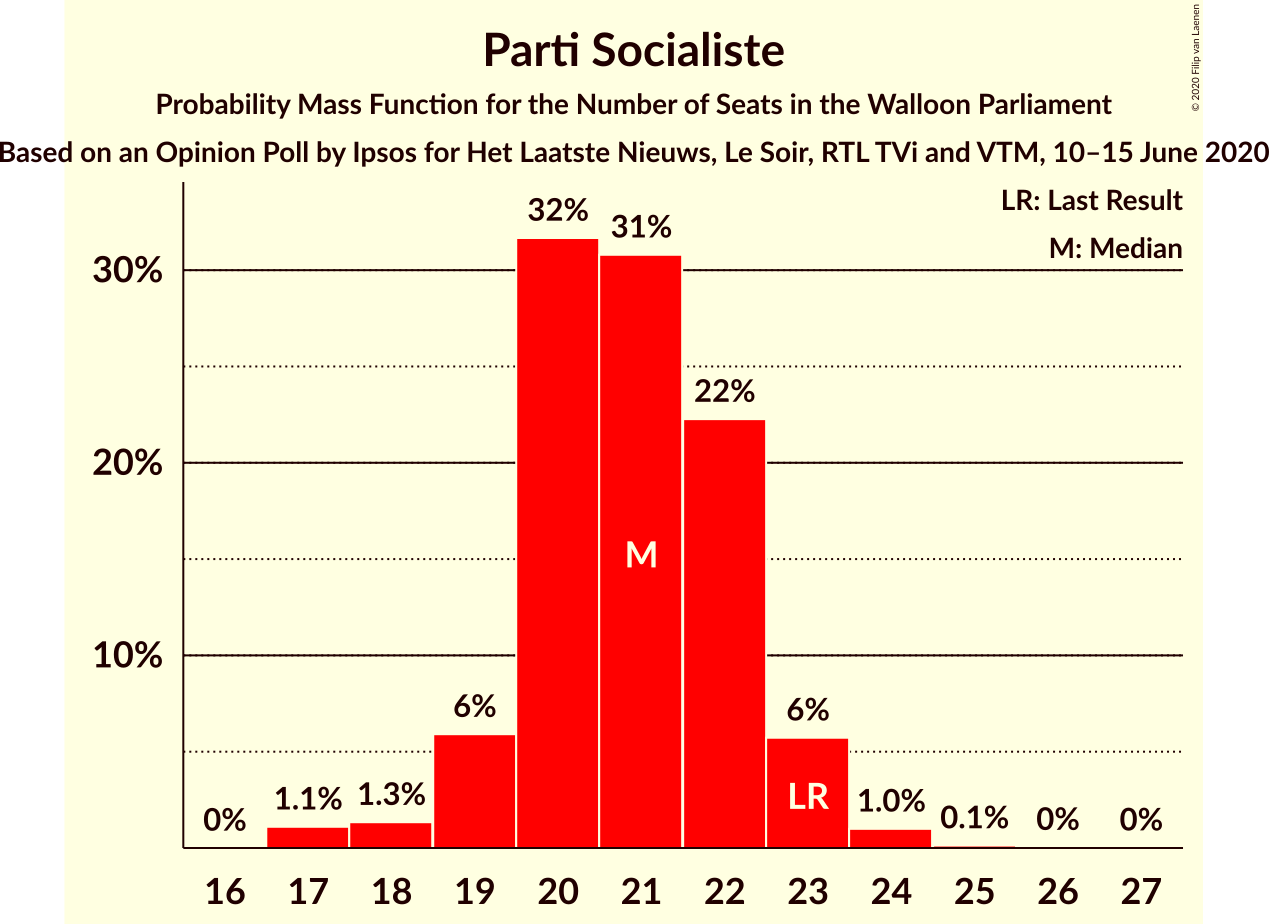 Parti Socialiste
Probability Mass Function for the Number of Seats in the Walloon Parliament
Based on an Opinion Poll by Ipsos for Het Laatste Nieuws, Le Soir, RTL TVi and VTM, 10–15 June 2020
© 2020 Filip van Laenen
LR: Last Result
M: Median
30%
20%
10%
0%
1.1%
1.3%
6%
32%
31%
22%
6%
1.0%
0.1%
0%
0%
M
LR
16 17 18 19 20 21 22 23 24 25 26 27